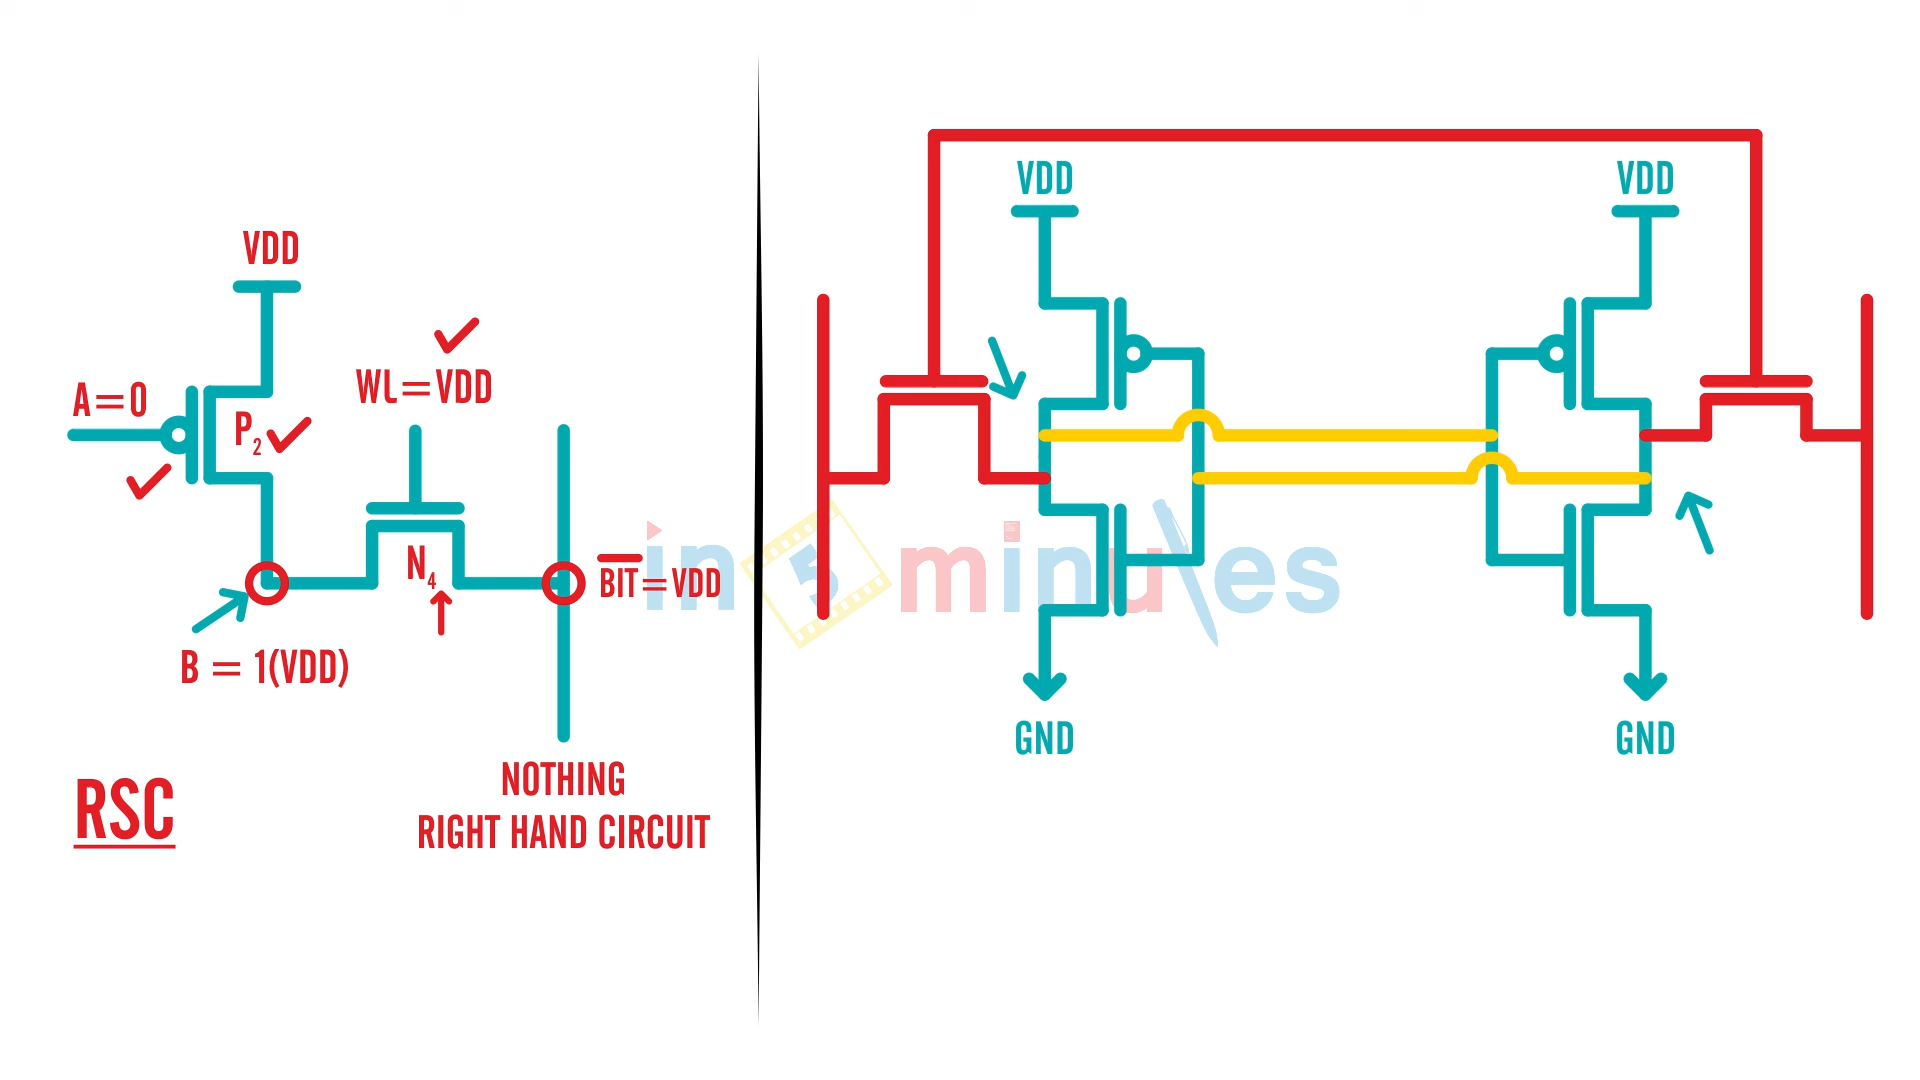 VDD
WL=VDD
A=0
P₂
N₄
B̅I̅T̅=VDD
B = 1(VDD)
NOTHING
RIGHT HAND CIRCUIT
RSC
VDD
VDD
in 5 minutes
GND
GND